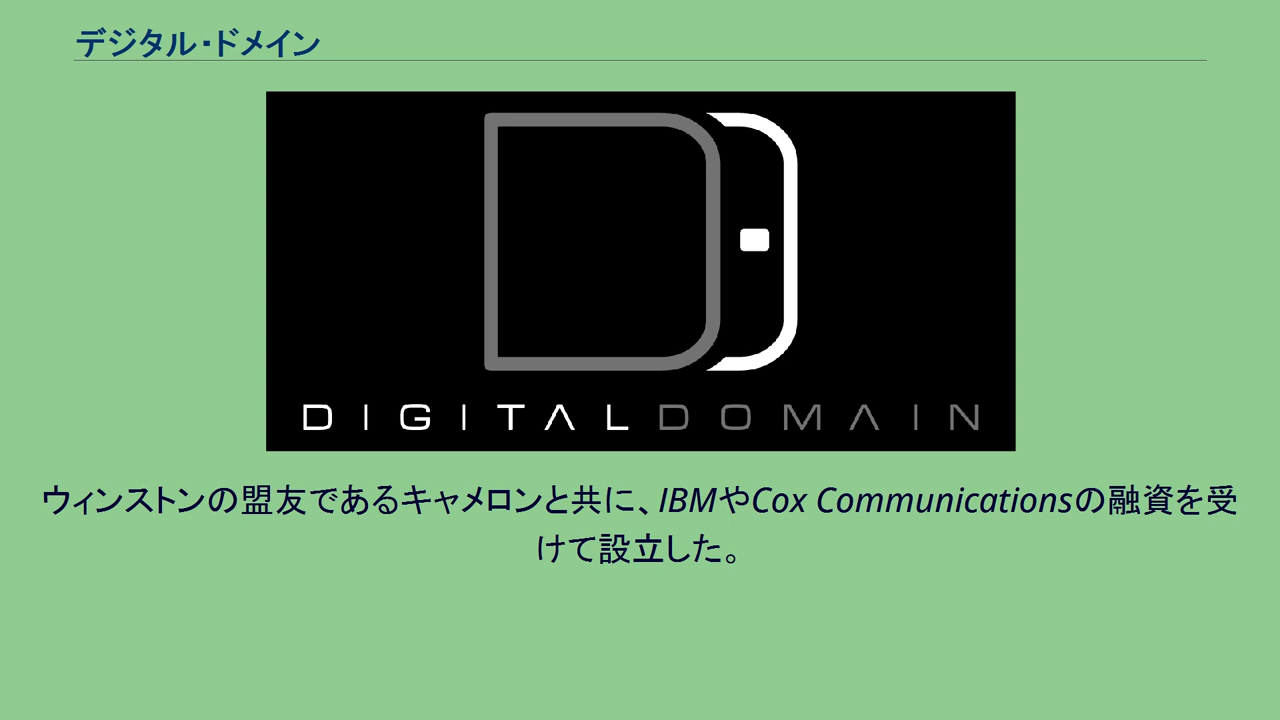 デジタル・ドメイン
DIGITALDOMAIN
ウィンストンの盟友であるキャメロンと共に、IBMやCox Communicationsの融資を受
けて設立した。